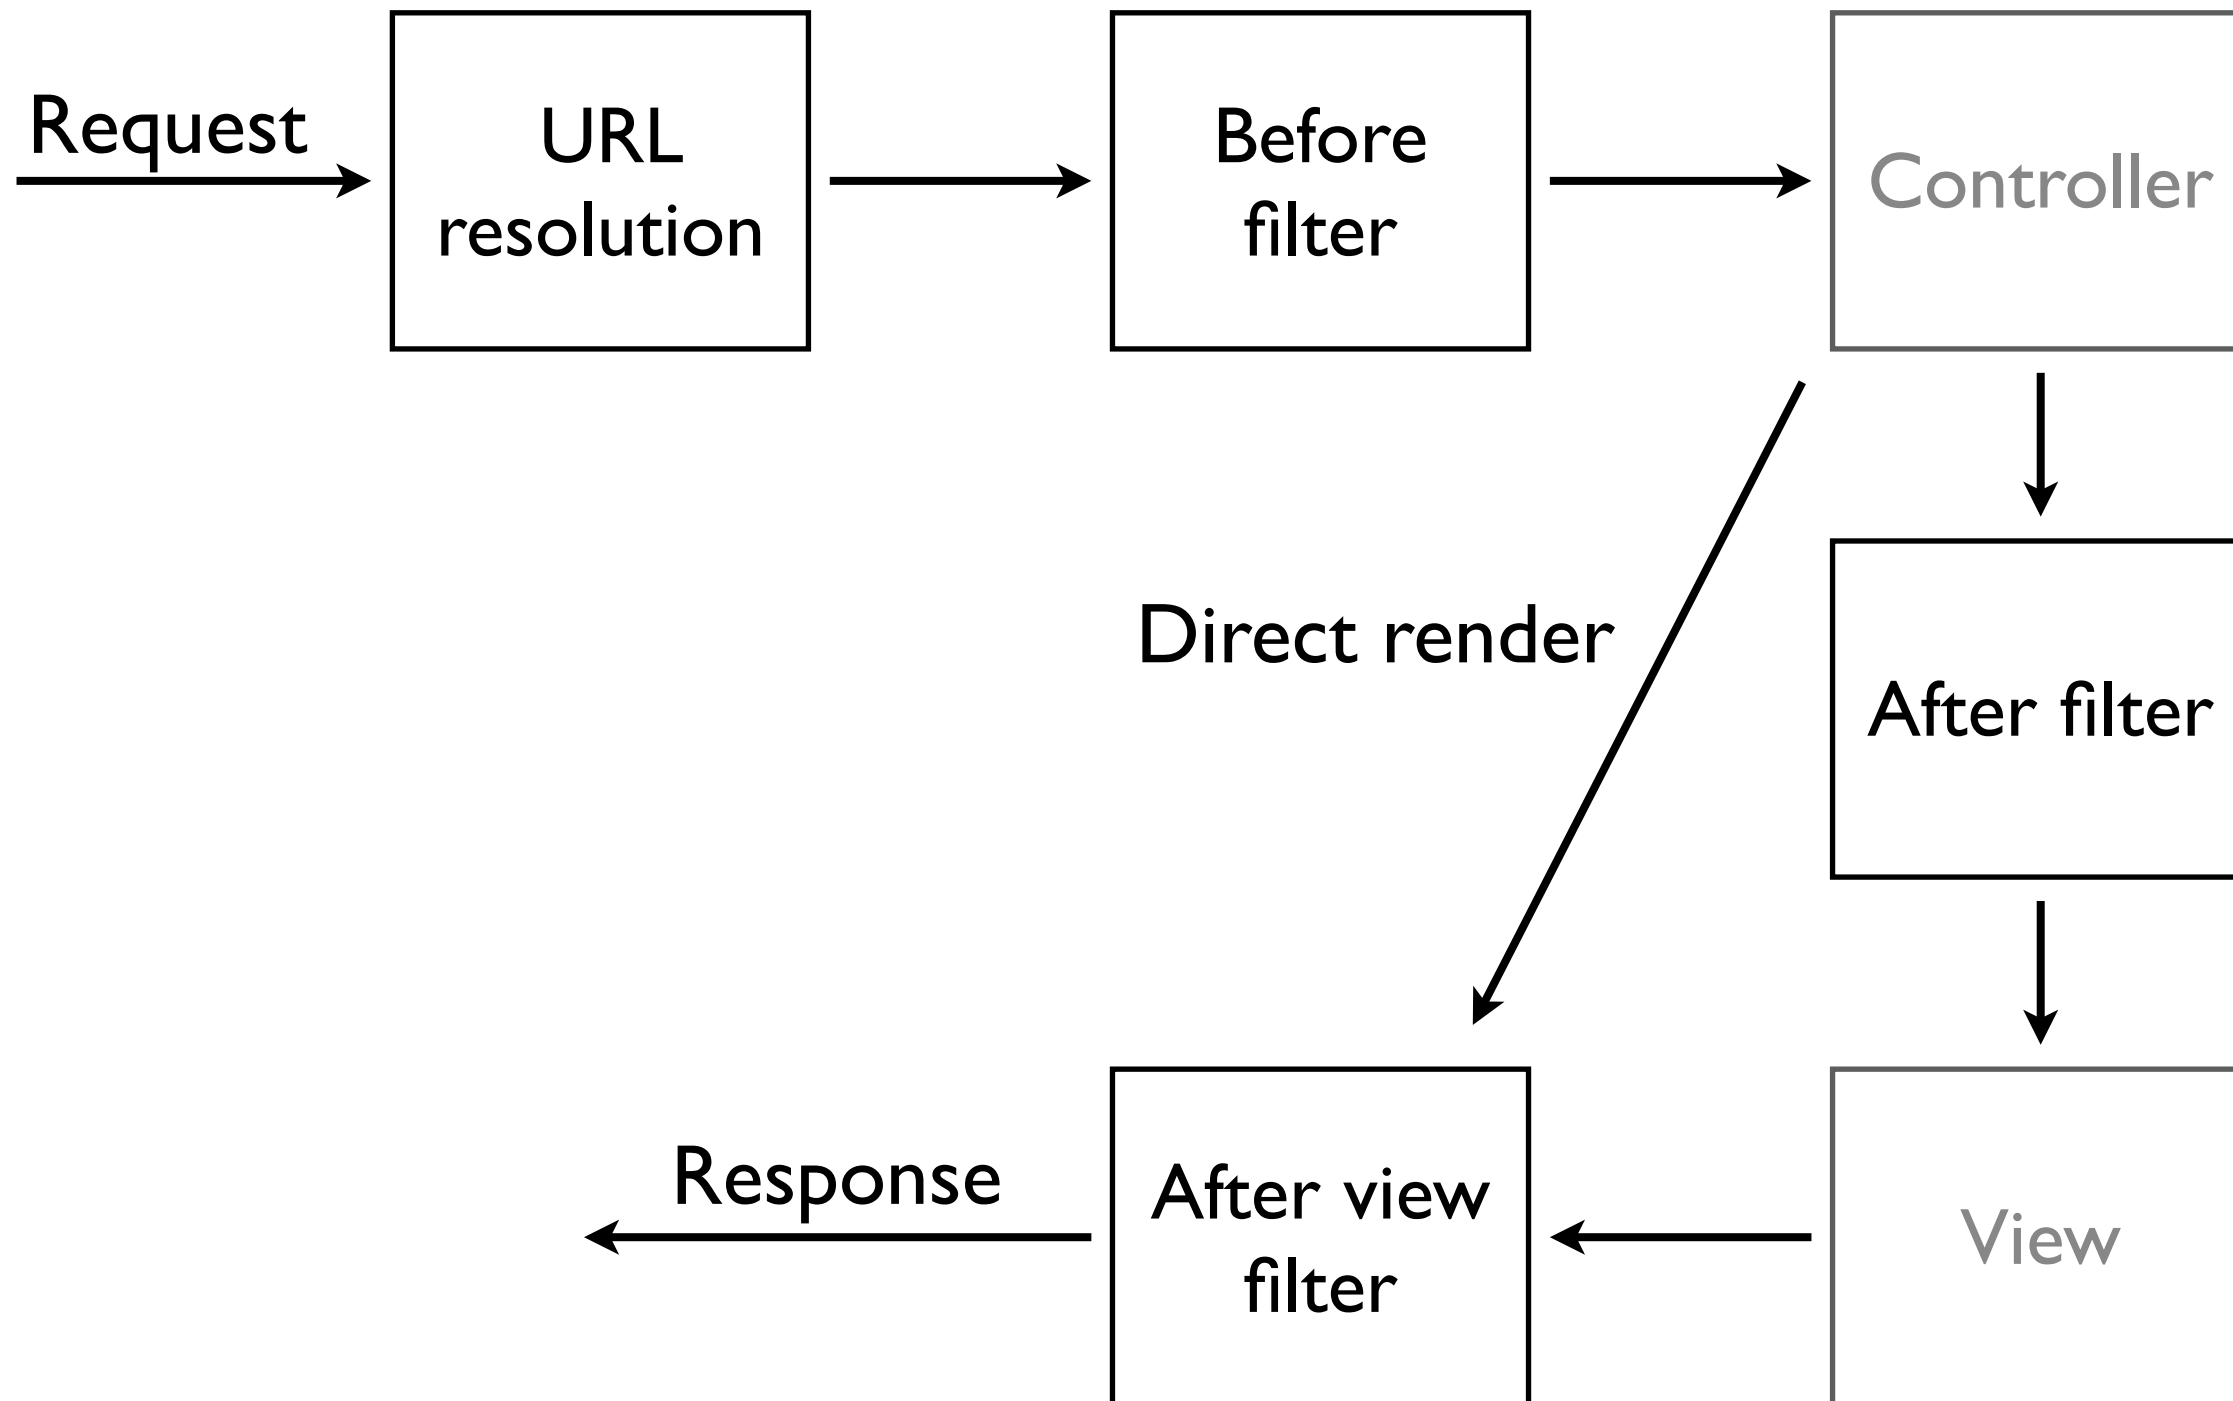 Request
URL
resolution
Before
filter
Controller
Direct render
After filter
Response
After view
filter
View